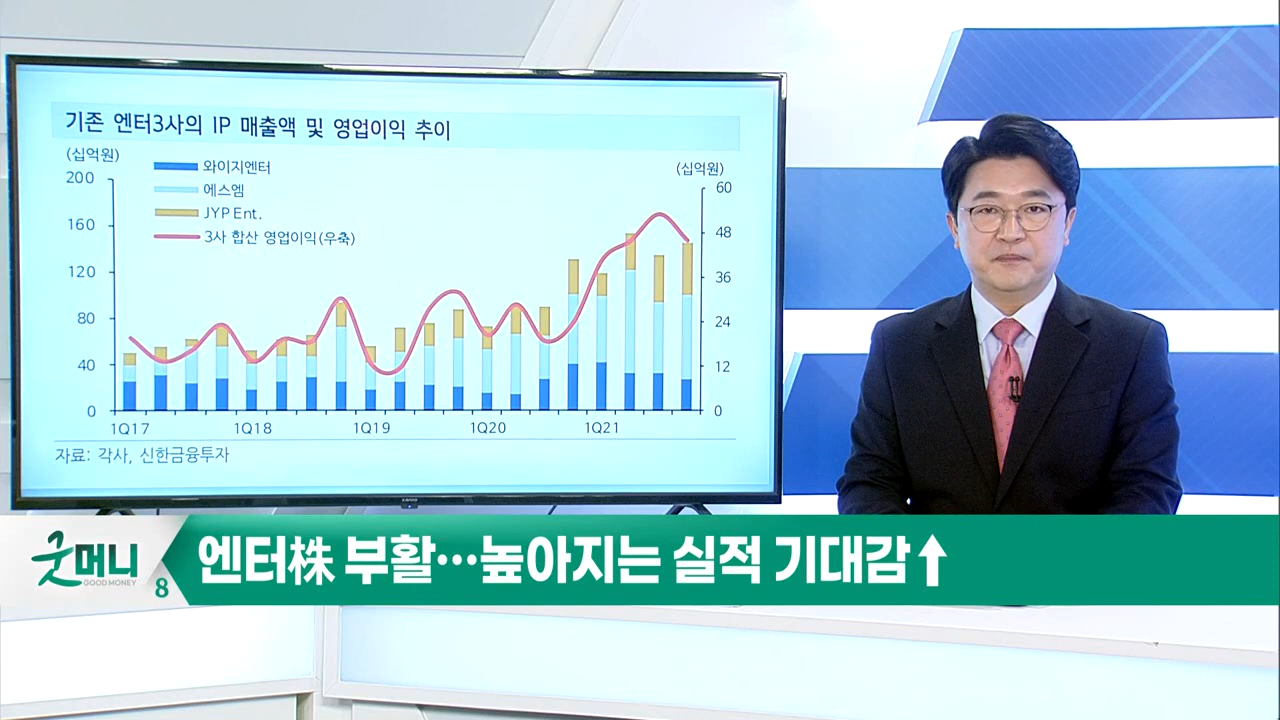 기존 엔터3사의 IP 매출액 및 영업이익 추이
(십억원)
(십억원)
와이지엔터
에스엠
JYP Ent.
3사 합산 영업이익(우축)
200
160
120
80
40
0
60
48
36
24
12
0
1Q17 1Q18 1Q19 1Q20 1Q21
자료: 각사, 신한금융투자
굿머니
GOOD MONEY
8
엔터株 부활…높아지는 실적 기대감↑